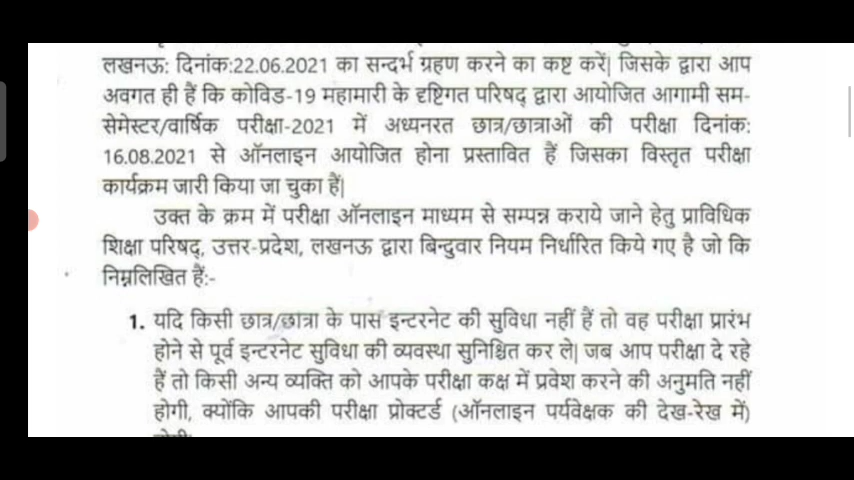 लखनऊ: दिनांक:22.06.2021 का सन्दर्भ ग्रहण करने का कष्ट करें| जिसके द्वारा आप
अवगत ही हैं कि कोविड-19 महामारी के दृष्टिगत परिषद् द्वारा आयोजित आगामी सम-
सेमेस्टर/वार्षिक परीक्षा-2021 में अध्यनरत छात्र/छात्राओं की परीक्षा दिनांक:
16.08.2021 से ऑनलाइन आयोजित होना प्रस्तावित हैं जिसका विस्तृत परीक्षा
कार्यक्रम जारी किया जा चुका हैं|
उक्त के क्रम में परीक्षा ऑनलाइन माध्यम से सम्पन्न कराये जाने हेतु प्राविधिक
शिक्षा परिषद्, उत्तर-प्रदेश, लखनऊ द्वारा बिन्दुवार नियम निर्धारित किये गए है जो कि
निम्नलिखित हैं:-
1. यदि किसी छात्र/छात्रा के पास इन्टरनेट की सुविधा नहीं हैं तो वह परीक्षा प्रारंभ
होने से पूर्व इन्टरनेट सुविधा की व्यवस्था सुनिश्चित कर ले| जब आप परीक्षा दे रहे
हैं तो किसी अन्य व्यक्ति को आपके परीक्षा कक्ष में प्रवेश करने की अनुमति नहीं
होगी, क्योंकि आपकी परीक्षा प्रोक्टर्ड (ऑनलाइन पर्यवेक्षक की देख-रेख में)